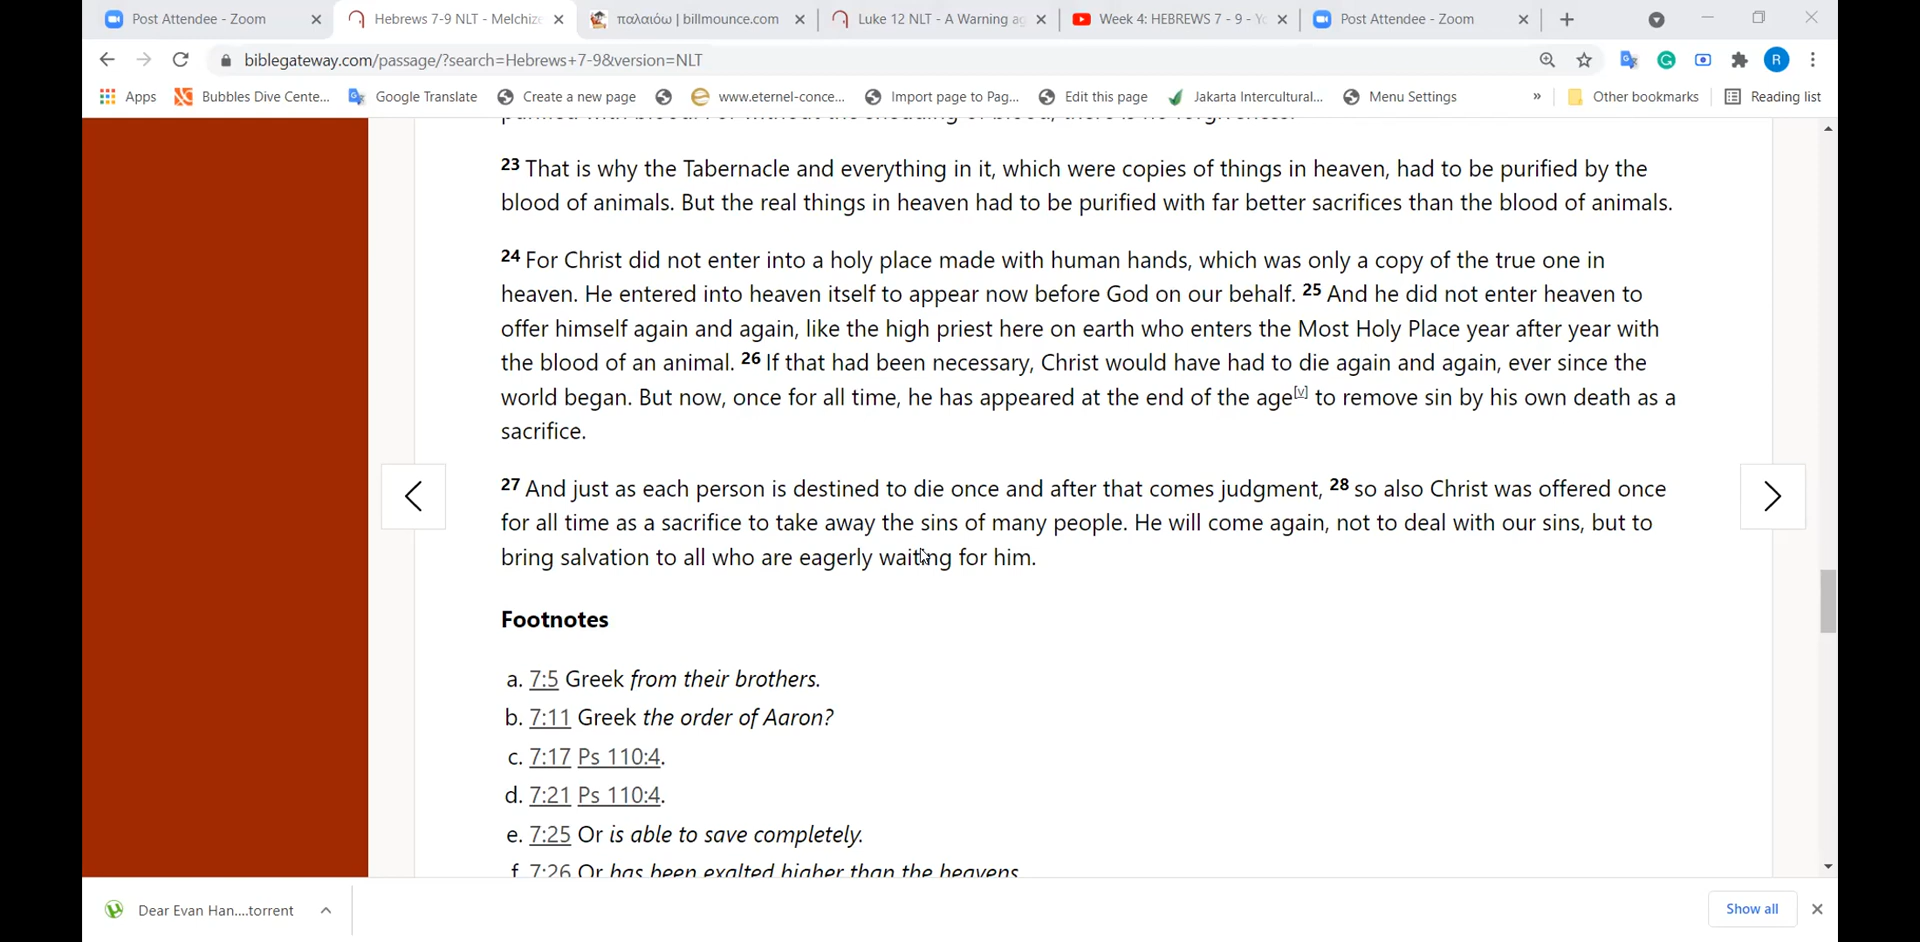 Post Attendee - Zoom
Hebrews 7-9 NLT - Melchize
παλαιόω | billmounce.com
Luke 12 NLT - A Warning ag
Week 4: HEBREWS 7 - 9 - Yo
Post Attendee - Zoom
biblegateway.com/passage/?search=Hebrews+7-9&version=NLT
R
Apps
Bubbles Dive Cente...
Google Translate
Create a new page
www.eternel-conce...
Import page to Pag...
Edit this page
Jakarta Intercultural...
Menu Settings
»
Other bookmarks
Reading list
purified with blood. For without the shedding of blood, there is no forgiveness.
23 That is why the Tabernacle and everything in it, which were copies of things in heaven, had to be purified by the
blood of animals. But the real things in heaven had to be purified with far better sacrifices than the blood of animals.
24 For Christ did not enter into a holy place made with human hands, which was only a copy of the true one in
heaven. He entered into heaven itself to appear now before God on our behalf. 25 And he did not enter heaven to
offer himself again and again, like the high priest here on earth who enters the Most Holy Place year after year with
the blood of an animal. 26 If that had been necessary, Christ would have had to die again and again, ever since the
world began. But now, once for all time, he has appeared at the end of the age[v] to remove sin by his own death as a
sacrifice.
27 And just as each person is destined to die once and after that comes judgment, 28 so also Christ was offered once
for all time as a sacrifice to take away the sins of many people. He will come again, not to deal with our sins, but to
bring salvation to all who are eagerly waiting for him.
Footnotes
a. 7:5 Greek from their brothers.
b. 7:11 Greek the order of Aaron?
c. 7:17 Ps 110:4.
d. 7:21 Ps 110:4.
e. 7:25 Or is able to save completely.
f. 7:26 Or has been exalted higher than the heavens
Dear Evan Han....torrent
Show all